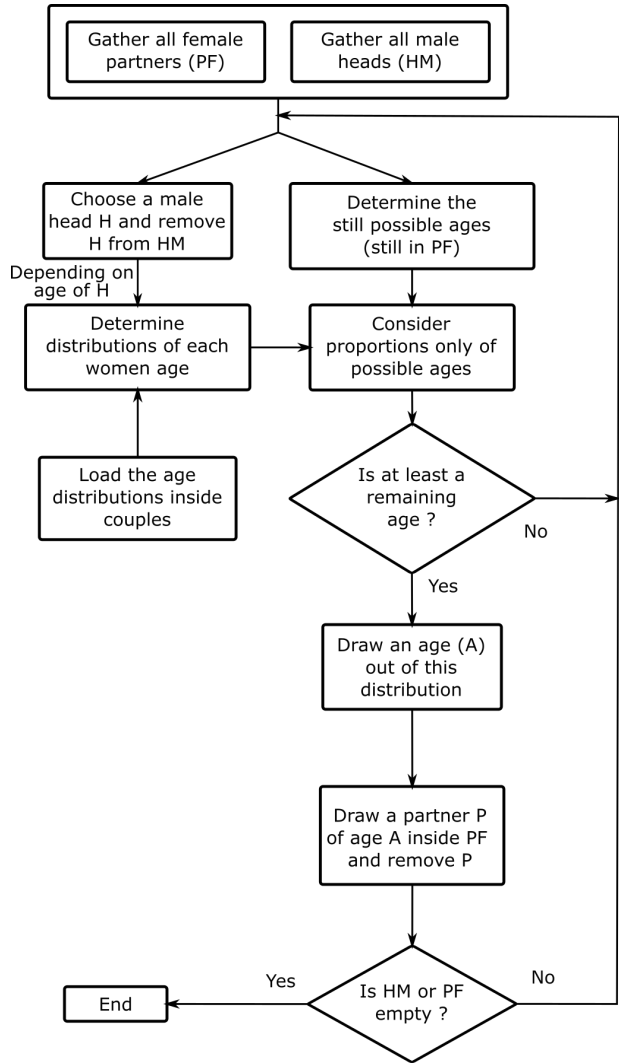 Gather all female
partners (PF)
Gather all male
heads (HM)
Choose a male
head H and remove
H from HM
Determine the
still possible ages
(still in PF)
Depending on
age of H
Determine
distributions of each
women age
Consider
proportions only of
possible ages
Load the age
distributions inside
couples
Is at least a
remaining
age ?
No
Yes
Draw an age (A)
out of this
distribution
Draw a partner P
of age A inside PF
and remove P
Is HM or PF
empty ?
Yes
No
End